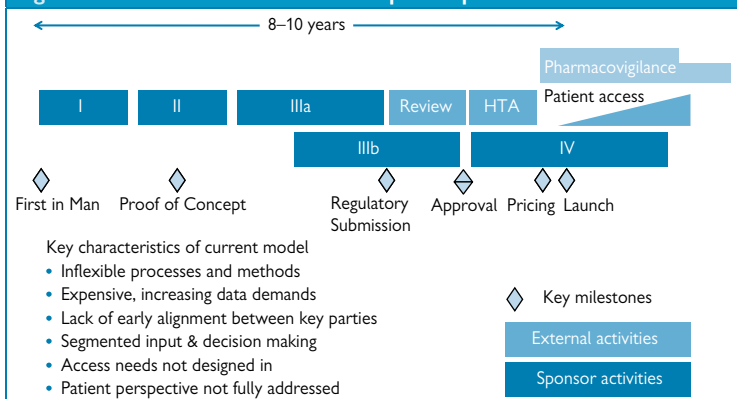 8–10 years
Pharmacovigilance
Patient access
I II IIIa Review HTA
IIIb IV
First in Man Proof of Concept Regulatory Submission Approval Pricing Launch
Key characteristics of current model
• Inflexible processes and methods
• Expensive, increasing data demands
• Lack of early alignment between key parties
• Segmented input & decision making
• Access needs not designed in
• Patient perspective not fully addressed
Key milestones
External activities
Sponsor activities